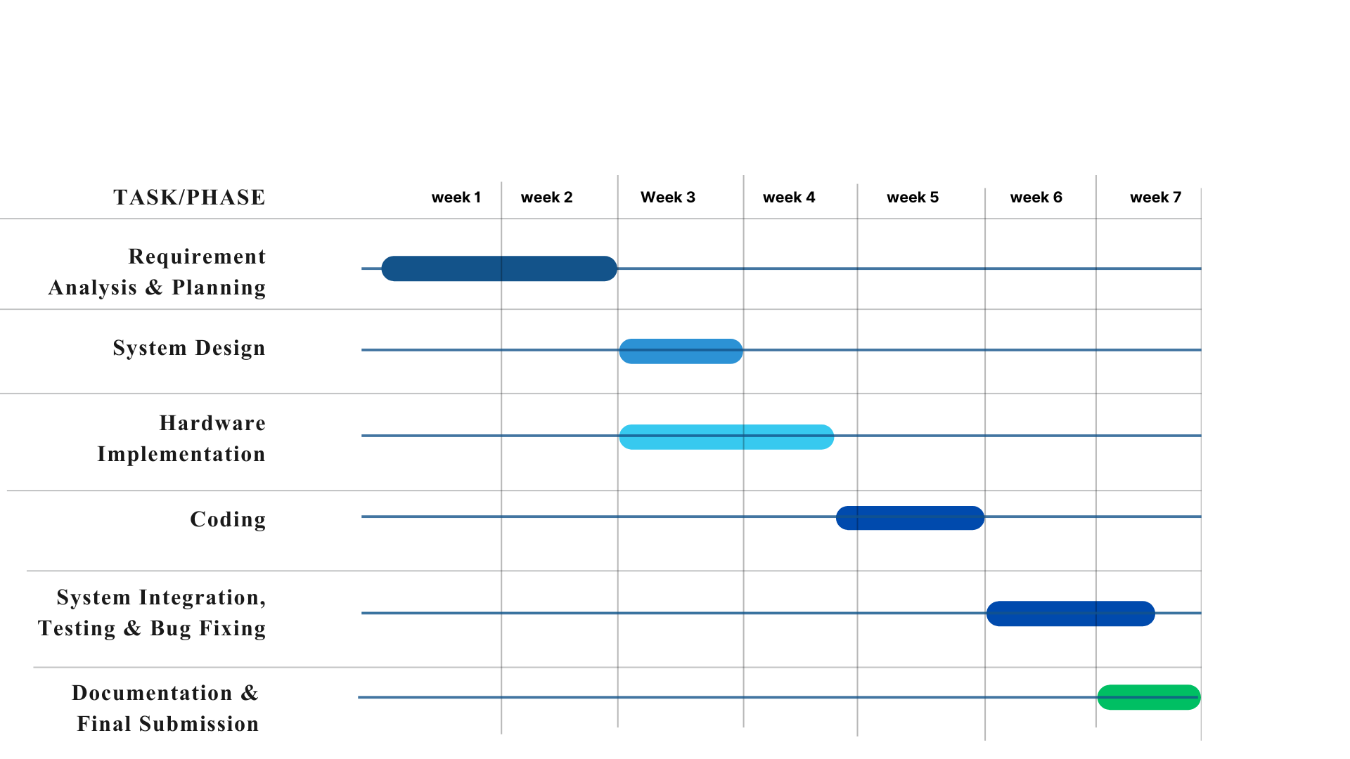 TASK/PHASE week 1 week 2 Week 3 week 4 week 5 week 6 week 7
Requirement
Analysis & Planning
System Design
Hardware
Implementation
Coding
System Integration,
Testing & Bug Fixing
Documentation &
Final Submission